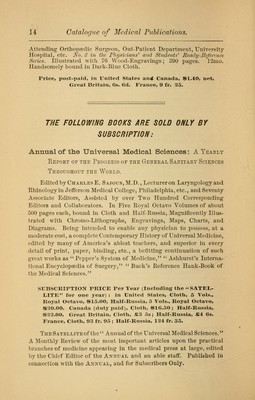 14 Catalogue of Medical Publications.
Attending Orthopædic Surgeon, Out-Patient Department, University
Hospital, etc. No. 2 in the Physicians' and Students' Ready-Reference
Series. Illustrated with 76 Wood-Engravings; 390 pages. 12mo.
Handsomely bound in Dark-Blue Cloth.
Price, post-paid, in United States and Canada, $1.40, net.
Great Britain, 6s. 6d. France, 9 fr. 25.
THE FOLLOWING BOOKS ARE SOLD ONLY BY
SUBSCRIPTION:
Annual of the Universal Medical Sciences: A YEARLY
REPORT OF THE PROGRESS OF THE GENERAL SANITARY SCIENCES
THROUGHOUT THE WORLD.
Edited by CHARLES E. SAJOUS, M.D., Lecturer on Laryngology and
Rhinology in Jefferson Medical College, Philadelphia, etc., and Seventy
Associate Editors, Assisted by over Two Hundred Corresponding
Editors and Collaborators. In Five Royal Octavo Volumes of about
500 pages each, bound in Cloth and Half-Russia, Magnificently Illus-
trated with Chromo-Lithographs, Engravings, Maps, Charts, and
Diagrams. Being intended to enable any physician to possess, at a
moderate cost, a complete Contemporary History of Universal Medicine,
edited by many of America's ablest teachers, and superior in every
detail of print, paper, binding, etc., a befitting continuation of such
great works as "Pepper's System of Medicine," "Ashhurst's Interna-
tional Encyclopædia of Surgery," "Buck's Reference Hand-Book of
the Medical Sciences."
SUBSCRIPTION PRICE Per Year (Including the "SATEL-
LITE" for one year): in United States, Cloth, 5 Vols.,
Royal Octavo, $15.00, Half-Russia, 5 Vols., Royal Octavo,
$20.00. Canada (duty paid), Cloth, $16.50; Half-Russia,
$22.00. Great Britain, Cloth, £3 5s; Half-Russia, £4 6s.
France, Cloth, 93 fr. 95; Half-Russia, 124 fr. 35.
THE SATELLITE of the "Annual of the Universal Medical Sciences."
A Monthly Review of the most important articles upon the practical
branches of medicine appearing in the medical press at large, edited
by the Chief Editor of the ANNUAL and an able staff. Published in
connection with the ANNUAL, and for Subscribers Only.